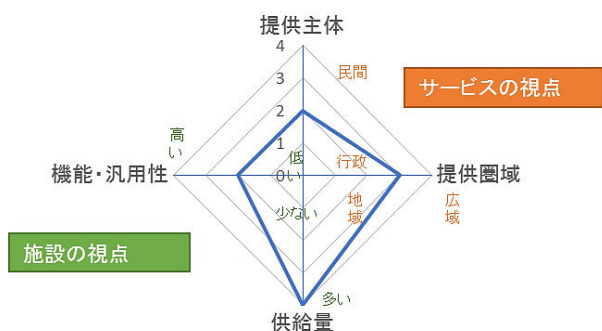 提供主体
4
民間
サービスの視点
3
2
高い
1
低い
行政
機能・汎用性
0
提供圏域
地域
広域
少ない
施設の視点
多い
供給量